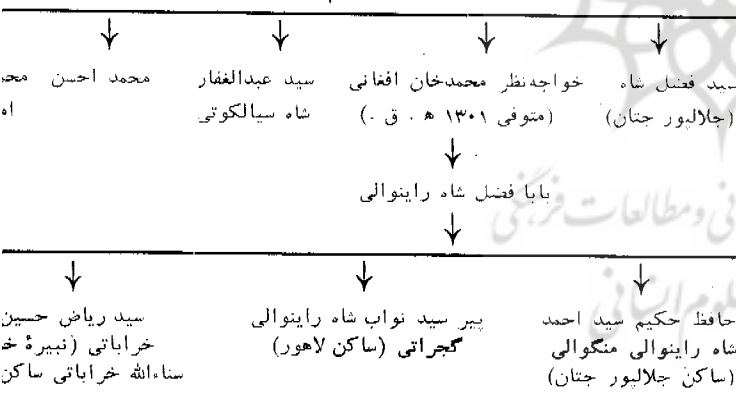 سید فضل شاه    خواجه‌نظر محمدخان افغانی    سید عبدالغفار    محمد احسن
(جلالپور جتان)    (متوفی ۱۳۰۱ ه . ق .)    شاه سیالکوتی
بابا فضل شاه راینوالی
حافظ حکیم سید احمد    پیر سید نواب شاه راینوالی    سید ریاض حسین
شاه راینوالی منگوالی    گجراتی (ساکن لاهور)    خراباتی (نبیرهٔ
(ساکن جلالپور جتان)    سناءالله خراباتی ساکن